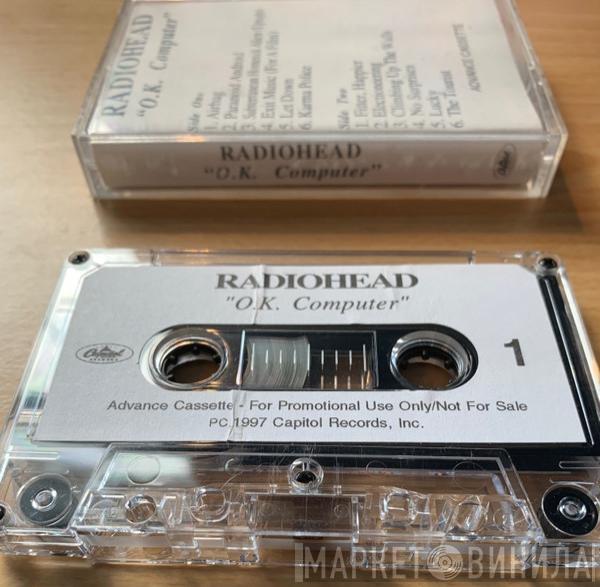 RADIOHEAD
"O.K. Computer"
Side One
1. Airbag
2. Paranoid Android
3. Subterranean Homesick Alien
4. Exit Music (For A Film)
5. Let Down
6. Karma Police
Side Two
1. Fitter, Happier
2. Electioneering
3. Climbing Up The Walls
4. No Surprises
5. Lucky
6. The Tourist
ADVANCE CASSETTE
RADIOHEAD
"O.K. Computer"
Capitol
RADIOHEAD
"O.K. Computer"
Capitol
1
Advance Cassette - For Promotional Use Only/Not For Sale
PC 1997 Capitol Records, Inc.
МАРКЕТ ВИНИЛА